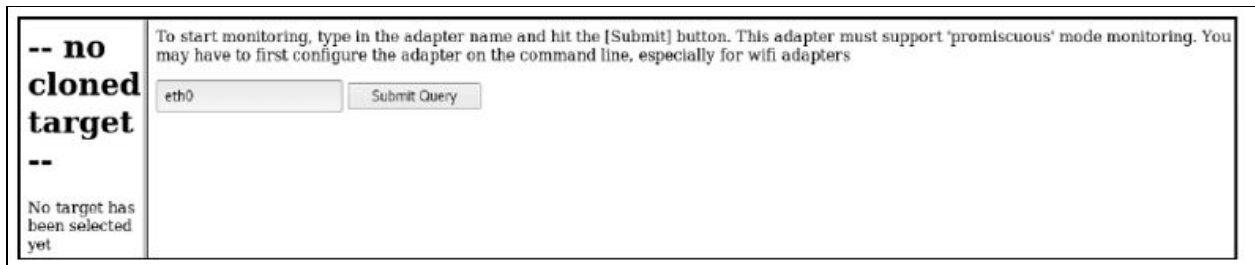 -- no
cloned
target
--
No target has
been selected
yet
To start monitoring, type in the adapter name and hit the [Submit] button. This adapter must support 'promiscuous' mode monitoring. You
may have to first configure the adapter on the command line, especially for wifi adapters
eth0
Submit Query